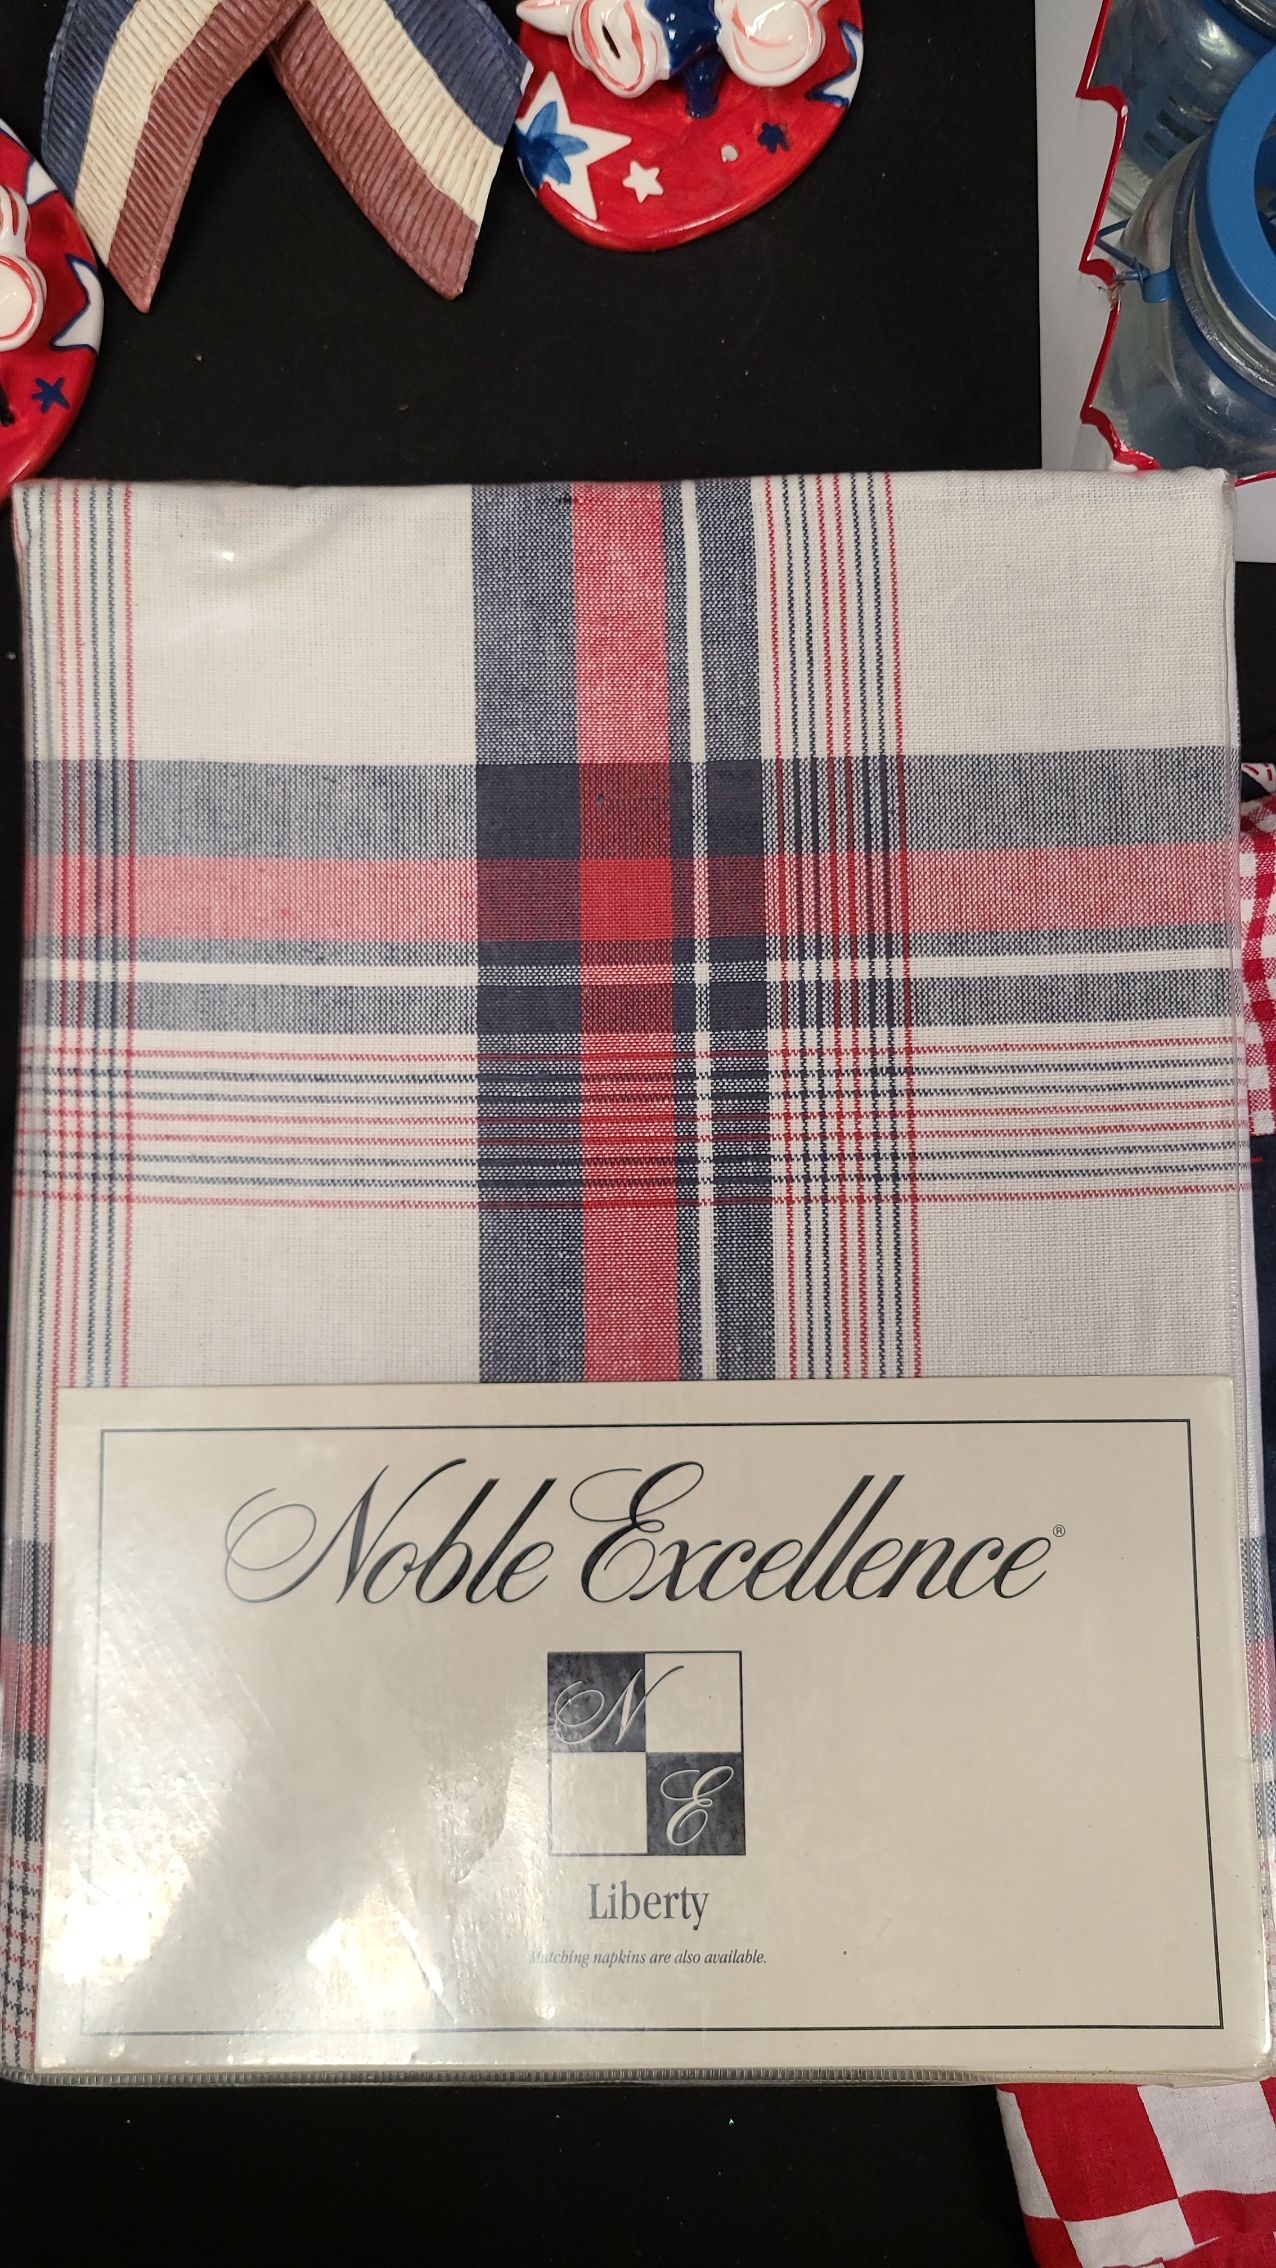 Noble Excellence®
N
E
Liberty
Matching napkins are also available.